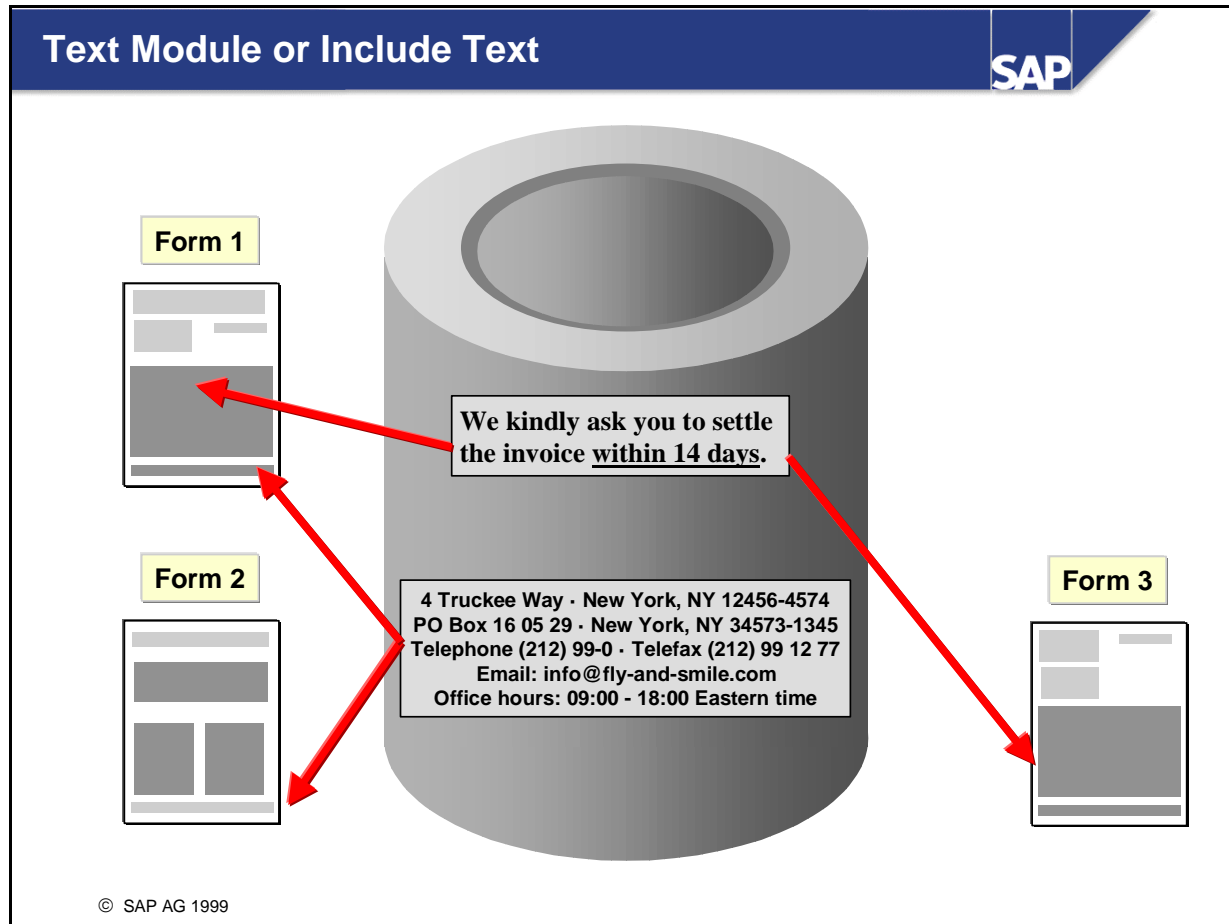 Text Module or Include Text
SAP
Form 1
We kindly ask you to settle
the invoice within 14 days.
Form 2
4 Truckee Way · New York, NY 12456-4574
PO Box 16 05 29 · New York, NY 34573-1345
Telephone (212) 99-0 · Telefax (212) 99 12 77
Email: info@fly-and-smile.com
Office hours: 09:00 - 18:00 Eastern time
Form 3
© SAP AG 1999